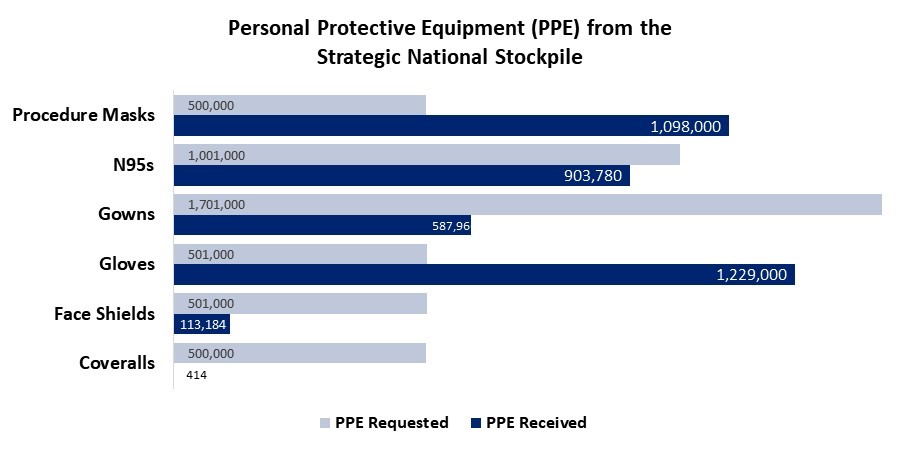 Personal Protective Equipment (PPE) from the
Strategic National Stockpile
Procedure Masks
500,000
1,098,000
N95s
1,001,000
903,780
Gowns
1,701,000
587,96
Gloves
501,000
1,229,000
Face Shields
501,000
113,184
Coveralls
500,000
414
PPE Requested PPE Received